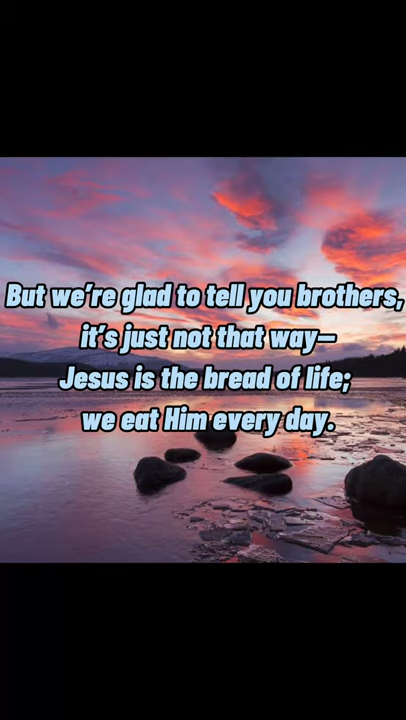 But we're glad to tell you brothers,
it's just not that way—
Jesus is the bread of life;
we eat Him every day.